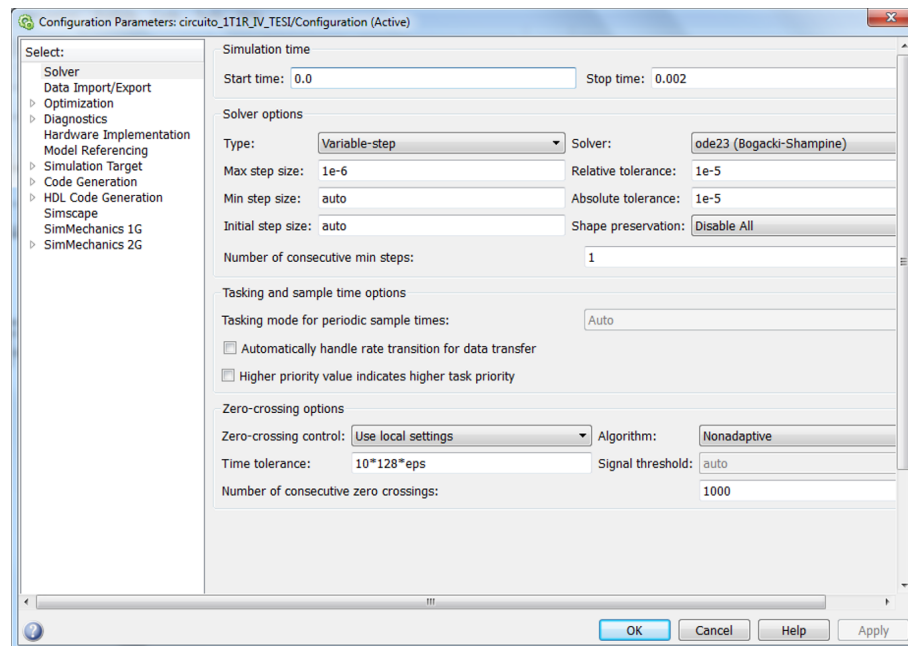 Configuration Parameters: circuito_1T1R_IV_TESI/Configuration (Active)
Select:
Solver
Data Import/Export
Optimization
Diagnostics
Hardware Implementation
Model Referencing
Simulation Target
Code Generation
HDL Code Generation
Simscape
SimMechanics 1G
SimMechanics 2G
Simulation time
Start time: 0.0 Stop time: 0.002
Solver options
Type: Variable-step Solver: ode23 (Bogacki-Shampine)
Max step size: 1e-6 Relative tolerance: 1e-5
Min step size: auto Absolute tolerance: 1e-5
Initial step size: auto Shape preservation: Disable All
Number of consecutive min steps: 1
Tasking and sample time options
Tasking mode for periodic sample times: Auto
Automatically handle rate transition for data transfer
Higher priority value indicates higher task priority
Zero-crossing options
Zero-crossing control: Use local settings Algorithm: Nonadaptive
Time tolerance: 10*128*eps Signal threshold: auto
Number of consecutive zero crossings: 1000
OK Cancel Help Apply